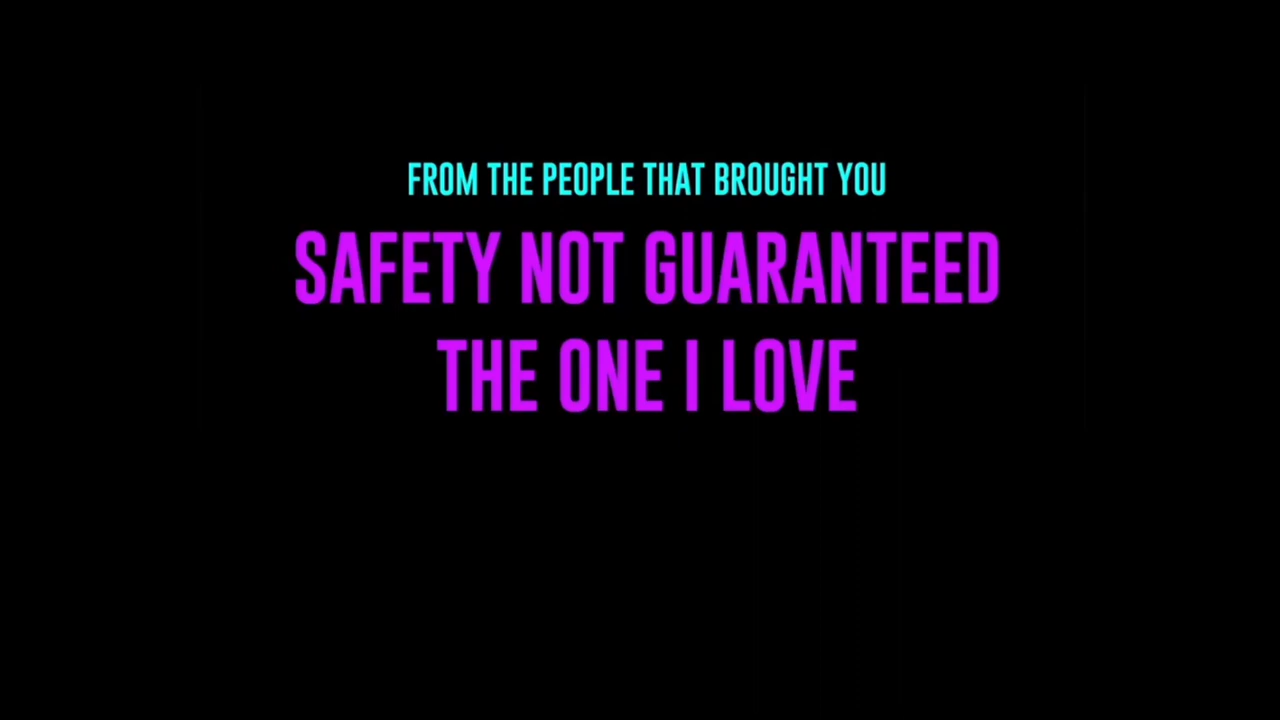 FROM THE PEOPLE THAT BROUGHT YOU
SAFETY NOT GUARANTEED
THE ONE I LOVE